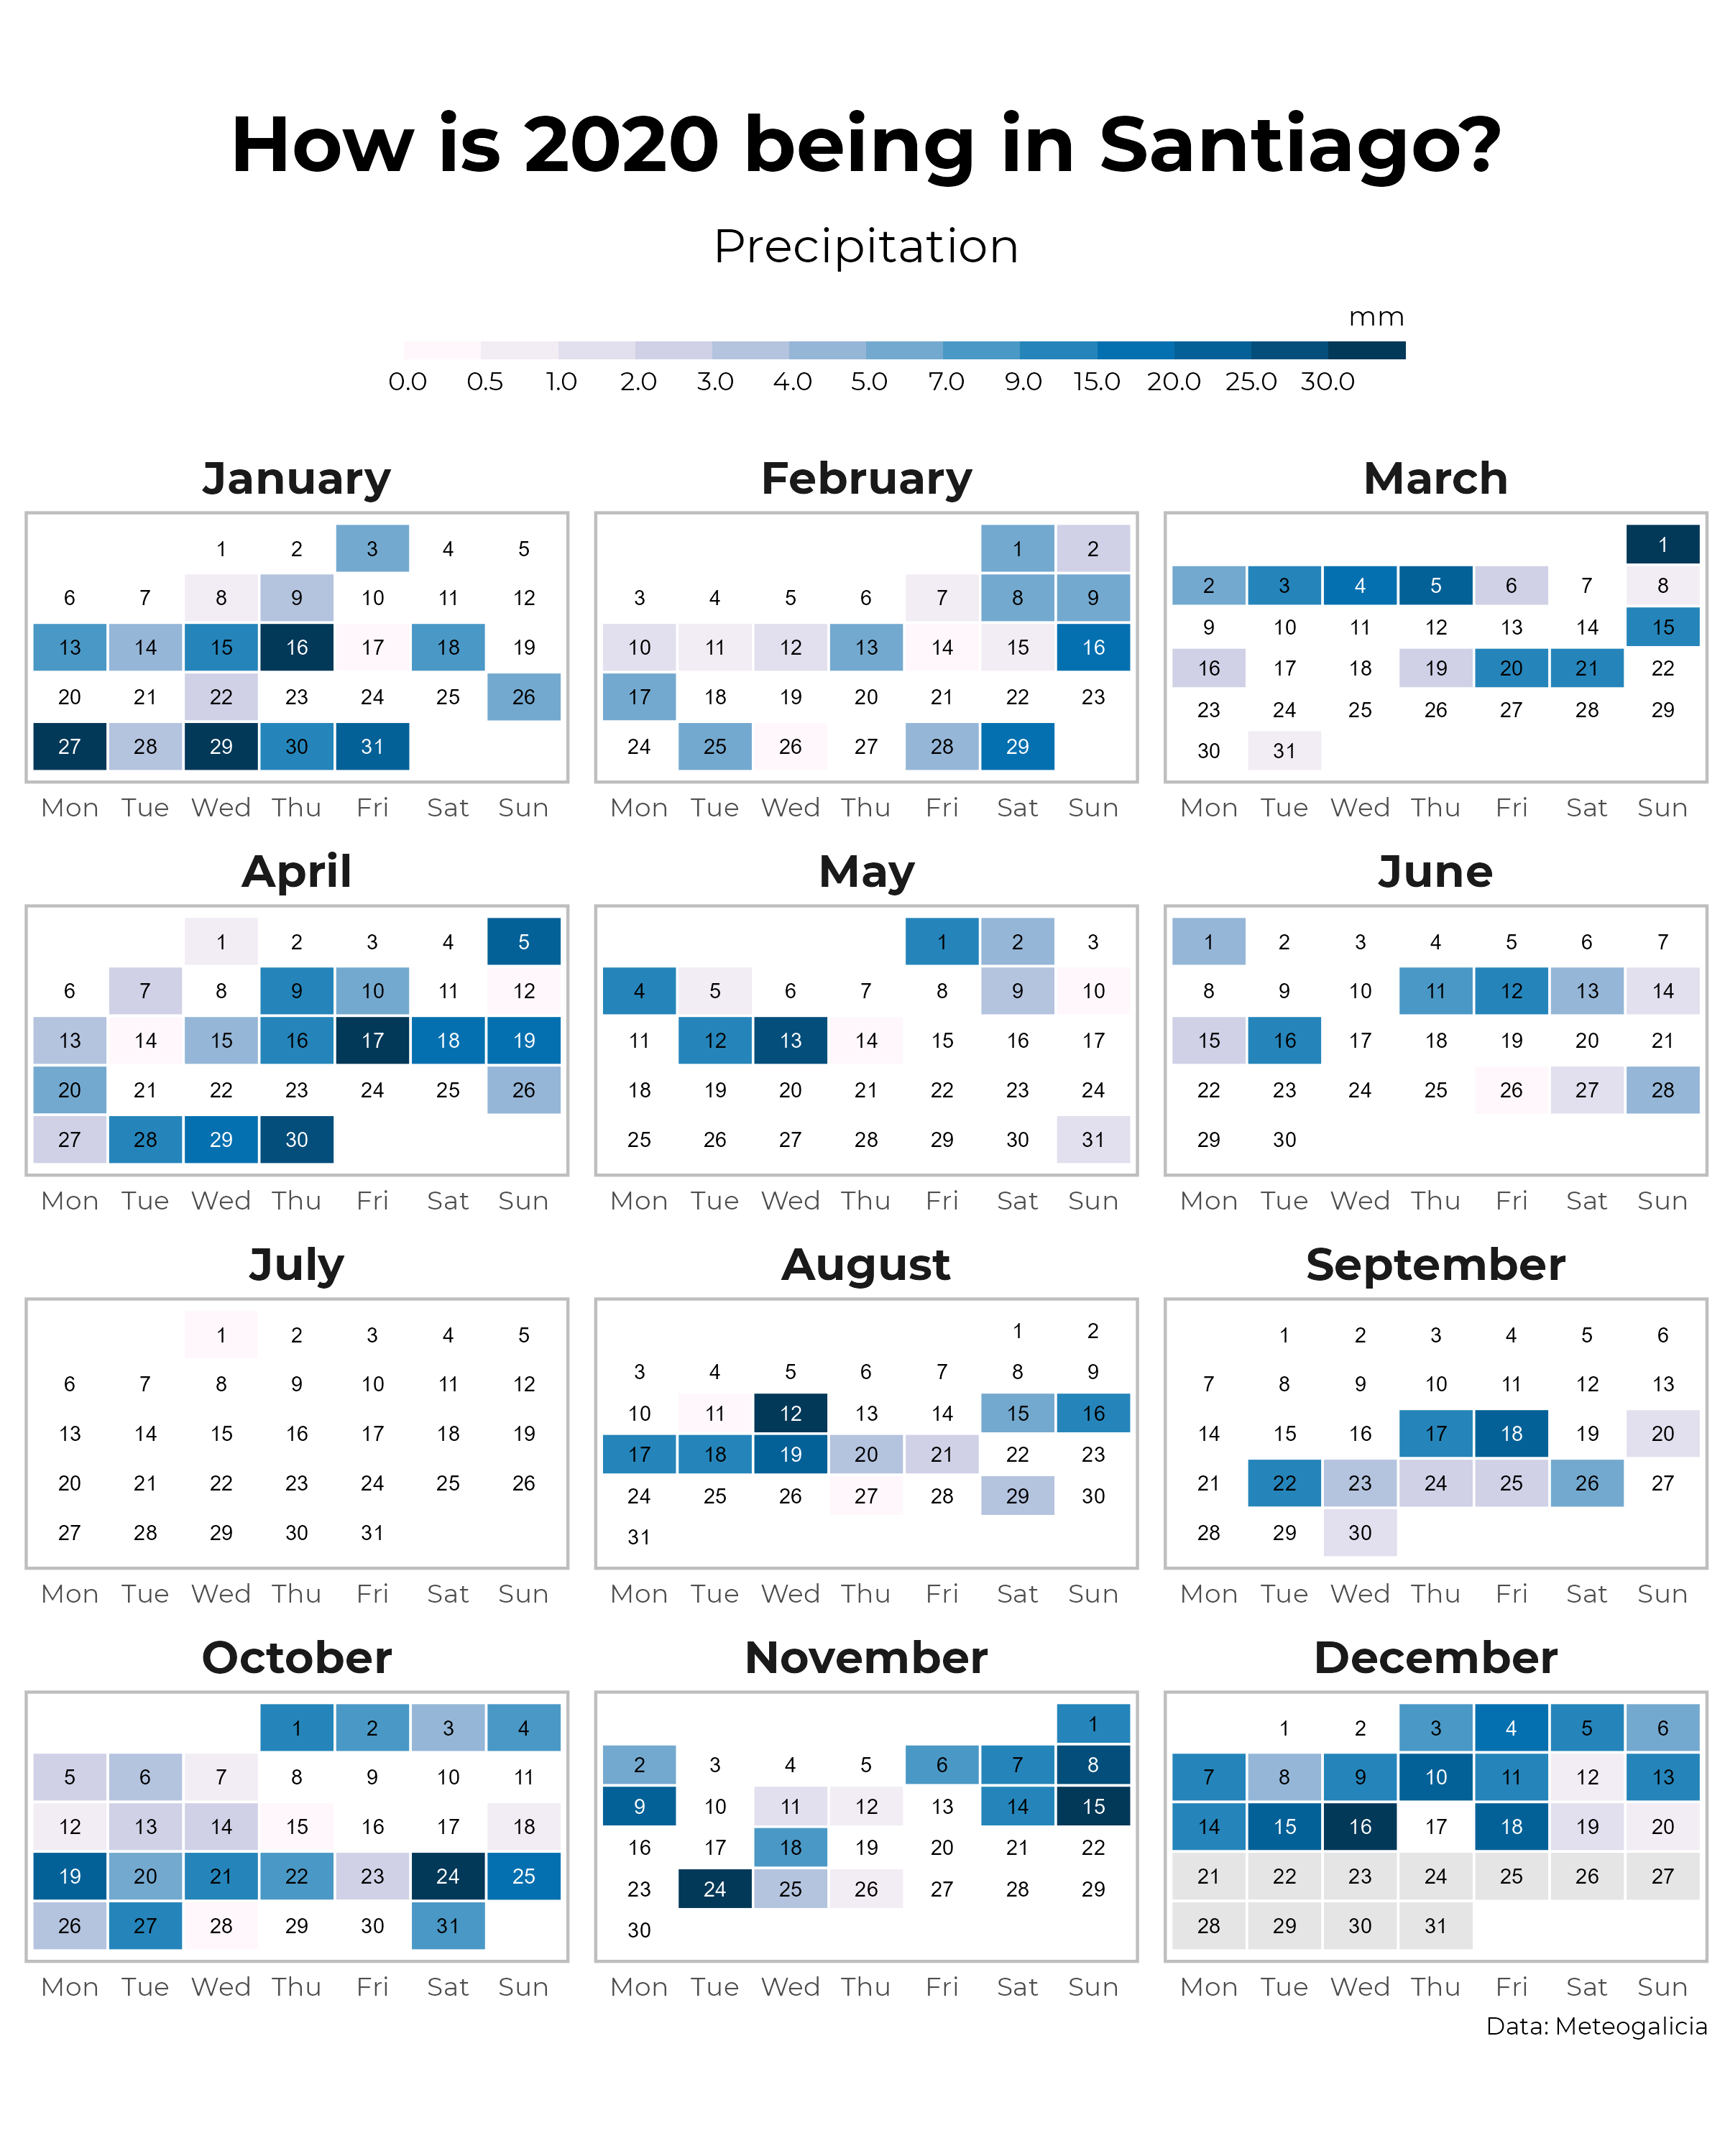 How is 2020 being in Santiago?
Precipitation
mm
0.0 0.5 1.0 2.0 3.0 4.0 5.0 7.0 9.0 15.0 20.0 25.0 30.0
January
1 2 3 4 5
6 7 8 9 10 11 12
13 14 15 16 17 18 19
20 21 22 23 24 25 26
27 28 29 30 31
Mon Tue Wed Thu Fri Sat Sun
February
1 2
3 4 5 6 7 8 9
10 11 12 13 14 15 16
17 18 19 20 21 22 23
24 25 26 27 28 29
Mon Tue Wed Thu Fri Sat Sun
March
1
2 3 4 5 6 7 8
9 10 11 12 13 14 15
16 17 18 19 20 21 22
23 24 25 26 27 28 29
30 31
Mon Tue Wed Thu Fri Sat Sun
April
1 2 3 4 5
6 7 8 9 10 11 12
13 14 15 16 17 18 19
20 21 22 23 24 25 26
27 28 29 30
Mon Tue Wed Thu Fri Sat Sun
May
1 2 3
4 5 6 7 8 9 10
11 12 13 14 15 16 17
18 19 20 21 22 23 24
25 26 27 28 29 30 31
Mon Tue Wed Thu Fri Sat Sun
June
1 2 3 4 5 6 7
8 9 10 11 12 13 14
15 16 17 18 19 20 21
22 23 24 25 26 27 28
29 30
Mon Tue Wed Thu Fri Sat Sun
July
1 2 3 4 5
6 7 8 9 10 11 12
13 14 15 16 17 18 19
20 21 22 23 24 25 26
27 28 29 30 31
Mon Tue Wed Thu Fri Sat Sun
August
1 2
3 4 5 6 7 8 9
10 11 12 13 14 15 16
17 18 19 20 21 22 23
24 25 26 27 28 29 30
31
Mon Tue Wed Thu Fri Sat Sun
September
1 2 3 4 5 6
7 8 9 10 11 12 13
14 15 16 17 18 19 20
21 22 23 24 25 26 27
28 29 30
Mon Tue Wed Thu Fri Sat Sun
October
1 2 3 4
5 6 7 8 9 10 11
12 13 14 15 16 17 18
19 20 21 22 23 24 25
26 27 28 29 30 31
Mon Tue Wed Thu Fri Sat Sun
November
1
2 3 4 5 6 7 8
9 10 11 12 13 14 15
16 17 18 19 20 21 22
23 24 25 26 27 28 29
30
Mon Tue Wed Thu Fri Sat Sun
December
1 2 3 4 5 6
7 8 9 10 11 12 13
14 15 16 17 18 19 20
21 22 23 24 25 26 27
28 29 30 31
Mon Tue Wed Thu Fri Sat Sun
Data: Meteogalicia